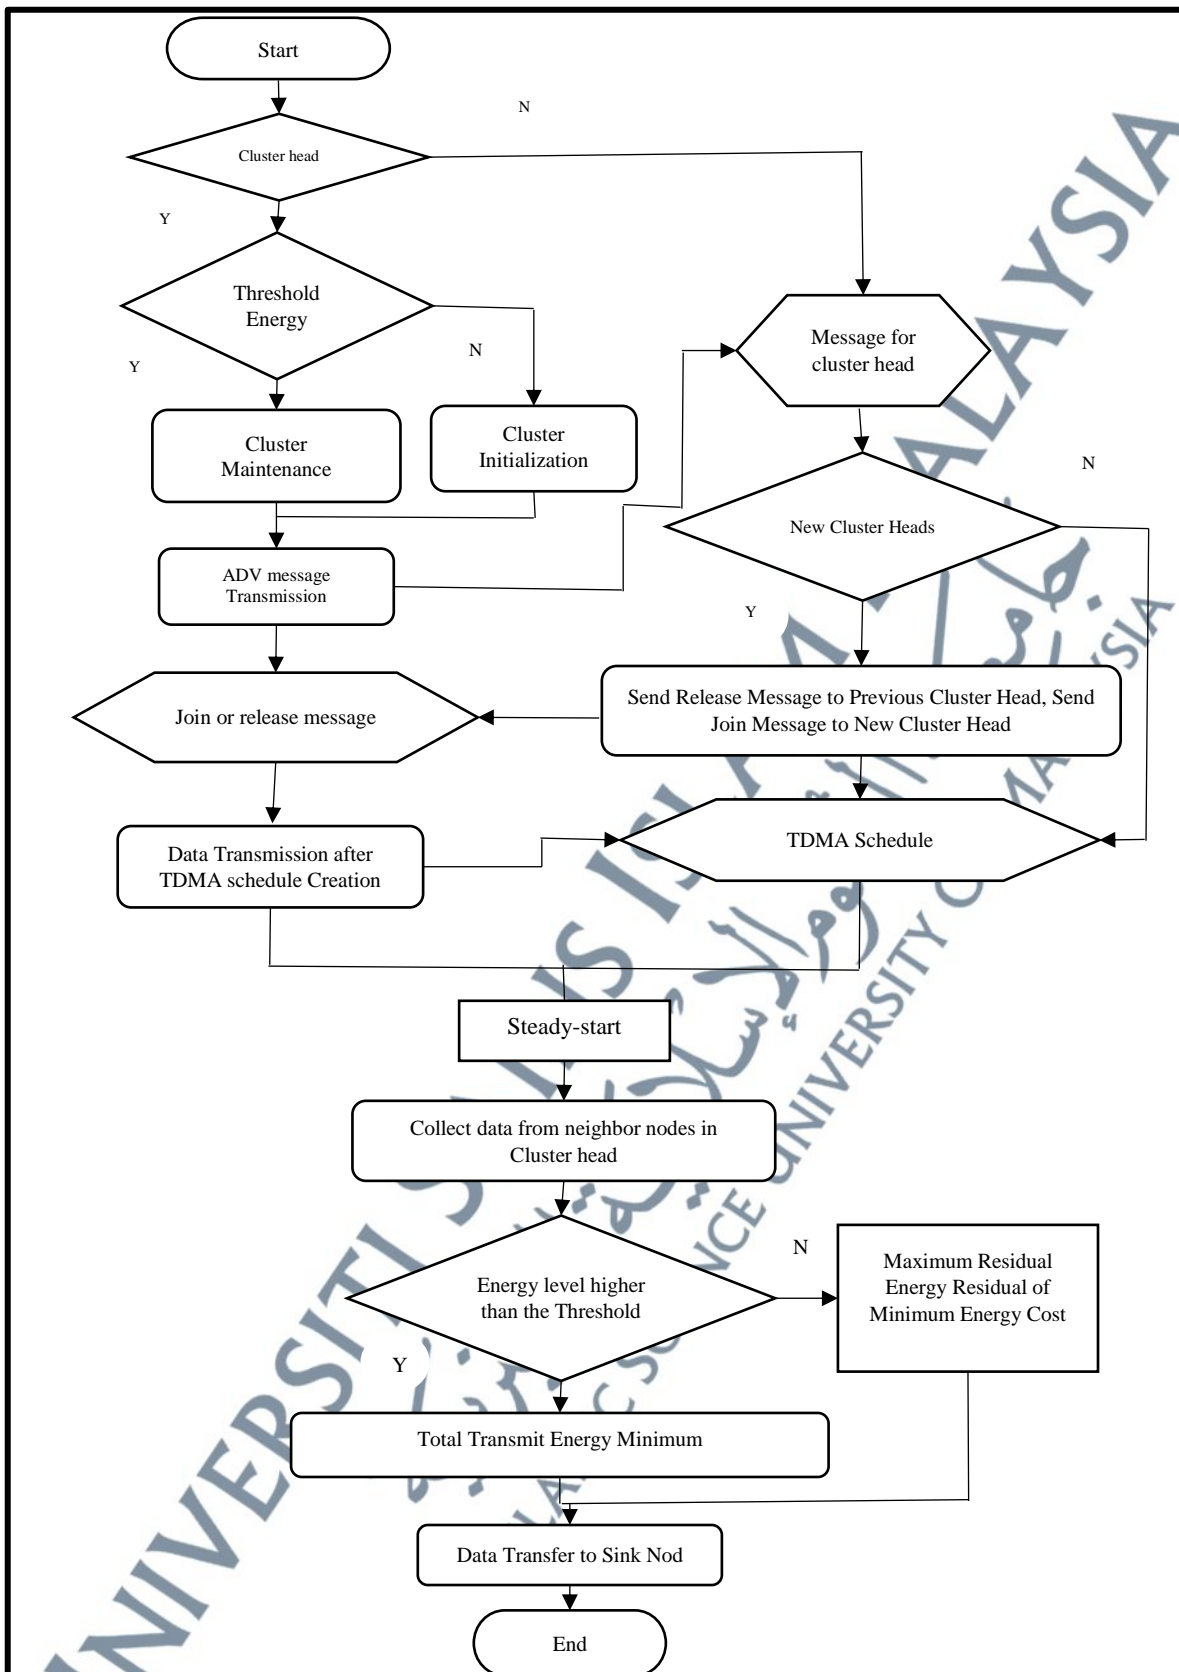 Start
N
Cluster head
Y
Threshold
Energy
Y
N
Message for
cluster head
Cluster
Maintenance
Cluster
Initialization
N
New Cluster Heads
ADV message
Transmission
Y
Send Release Message to Previous Cluster Head, Send
Join Message to New Cluster Head
Join or release message
Data Transmission after
TDMA schedule Creation
TDMA Schedule
Steady-start
Collect data from neighbor nodes in
Cluster head
Energy level higher
than the Threshold
N
Maximum Residual
Energy Residual of
Minimum Energy Cost
Y
Total Transmit Energy Minimum
Data Transfer to Sink Nod
End